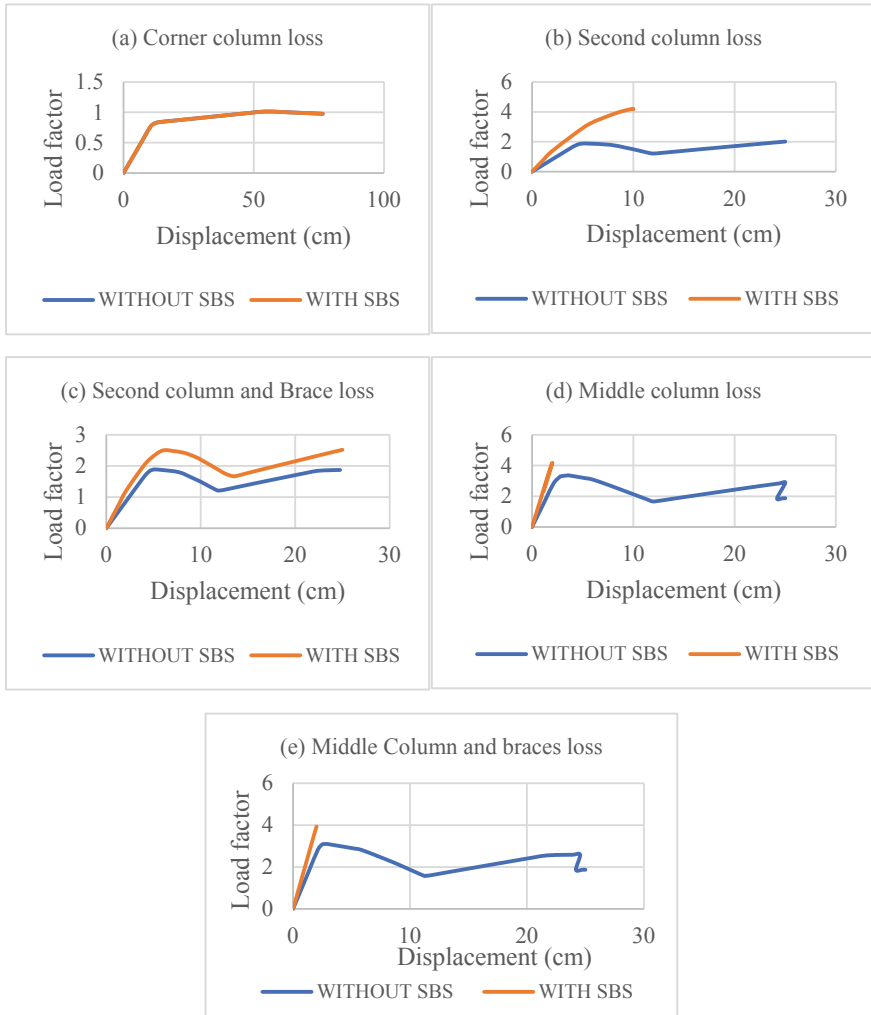 (a) Corner column loss
Load factor
1.5
1
0.5
0
0 50 100
Displacement (cm)
WITHOUT SBS WITH SBS
(b) Second column loss
Load factor
6
4
2
0
0 10 20 30
Displacement (cm)
WITHOUT SBS WITH SBS
(c) Second column and Brace loss
Load factor
3
2
1
0
0 10 20 30
Displacement (cm)
WITHOUT SBS WITH SBS
(d) Middle column loss
Load factor
6
4
2
0
0 10 20 30
Displacement (cm)
WITHOUT SBS WITH SBS
(e) Middle Column and braces loss
Load factor
6
4
2
0
0 10 20 30
Displacement (cm)
WITHOUT SBS WITH SBS